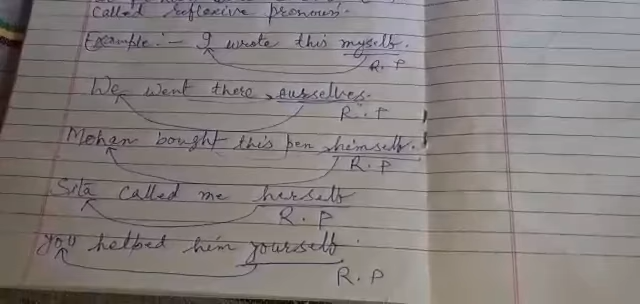 called reflexive pronoun.
Example :- I wrote this myself.
R. P
We went there ourselves.
R. P
Mohan bought this pen himself.
R. P
Sita called me herself
R. P
you helped him yourself.
R. P